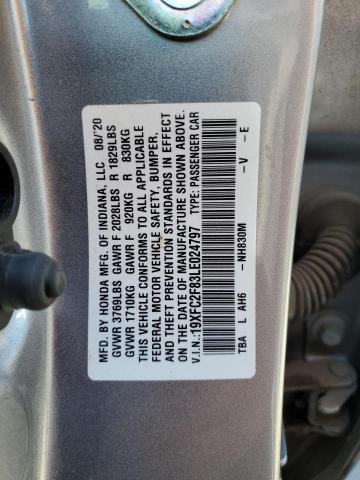 MFD. BY HONDA MFG. OF INDIANA, LLC. 08/'20
GVWR 3769LBS GAWR F 2028LBS R 1829LBS
GVWR 1710KG GAWR F 920KG R 830KG
THIS VEHICLE CONFORMS TO ALL APPLICABLE
FEDERAL MOTOR VEHICLE SAFETY, BUMPER,
AND THEFT PREVENTION STANDARDS IN EFFECT
ON THE DATE OF MANUFACTURE SHOWN ABOVE.
V.I.N.:19XFC2F83LE024797 TYPE: PASSENGER CAR
TBA L AH6 -NH830M -V -E